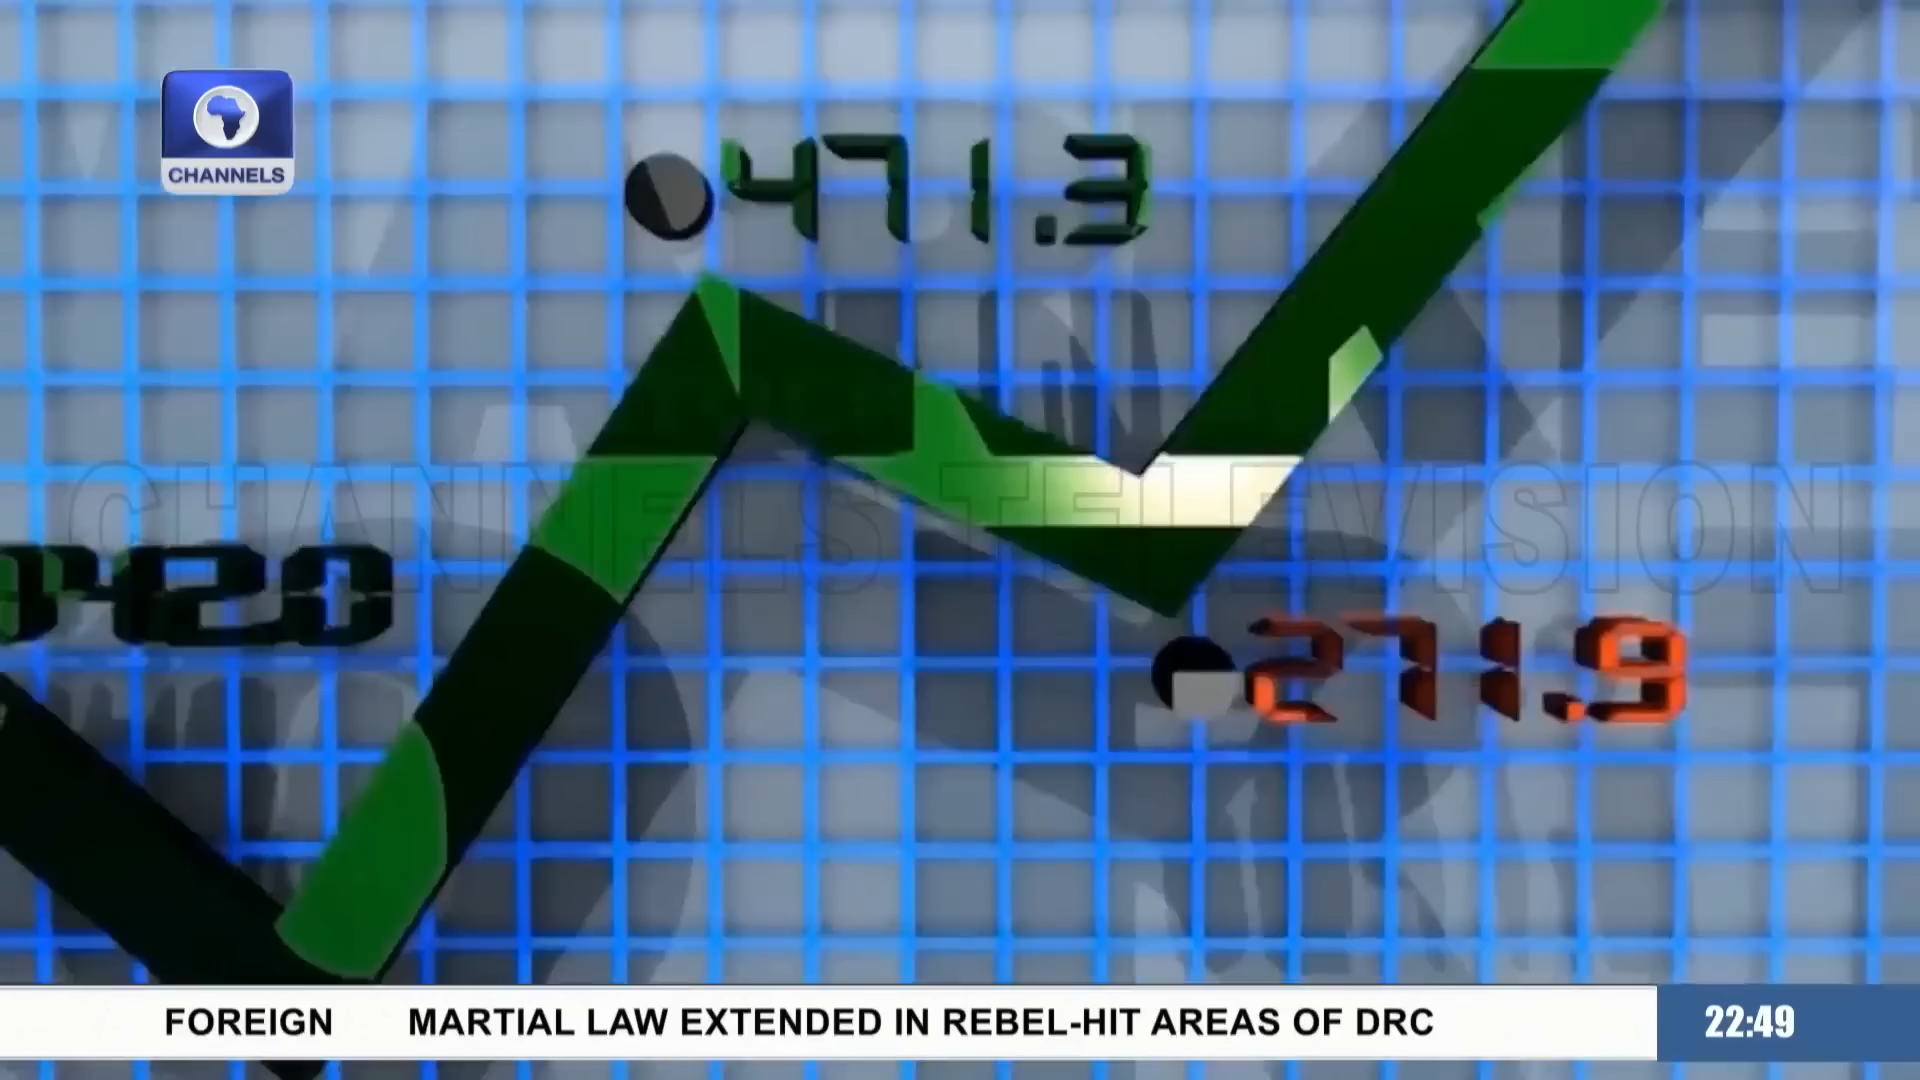 CHANNELS
471.3
CHANNELS TELEVISION
420
271.9
FOREIGN MARTIAL LAW EXTENDED IN REBEL-HIT AREAS OF DRC
22:49